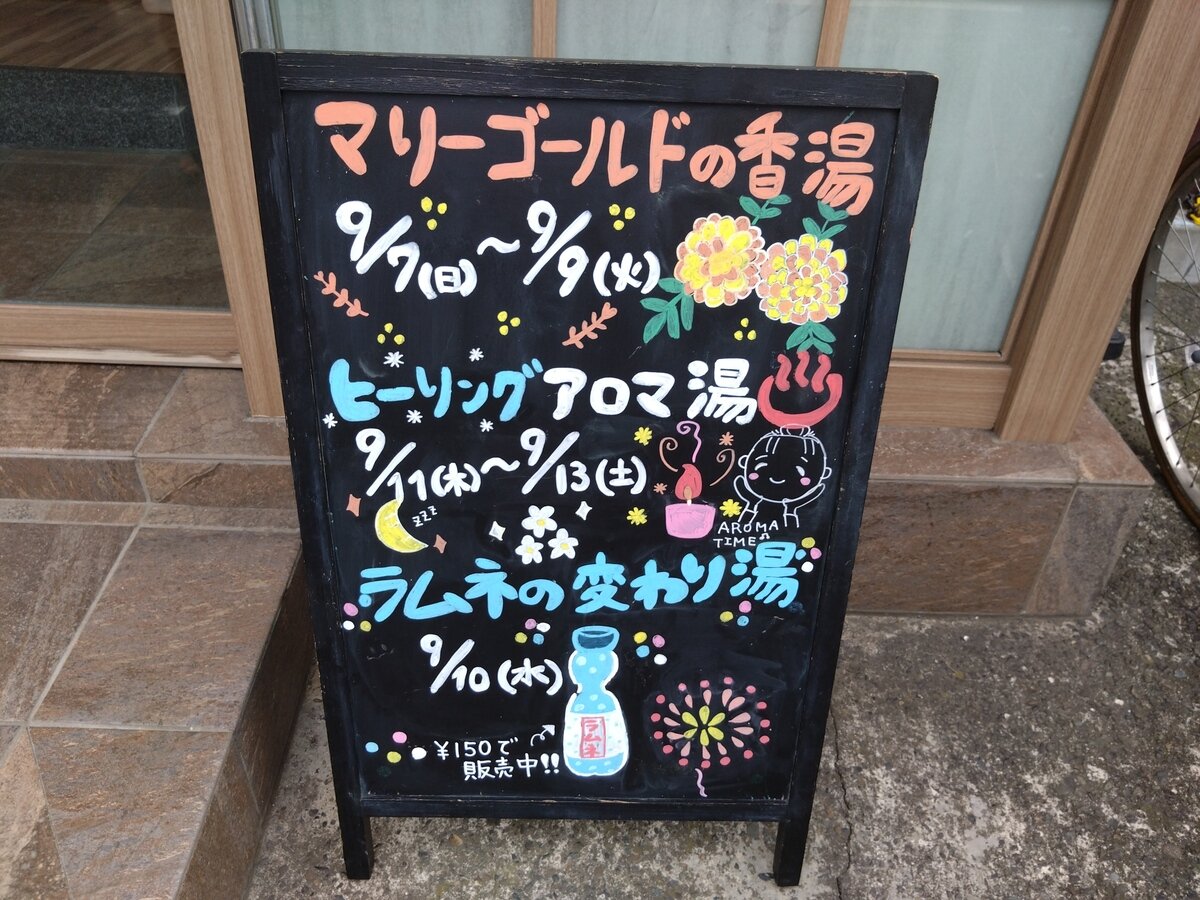 マリーゴールドの香湯
9/7(日)〜9/9(火)
ヒーリングアロマ湯
9/11(木)〜9/13(土)
zzz
AROMA
TIME♫
ラムネの変わり湯
9/10(水)
ラムネ
¥150で
販売中!!